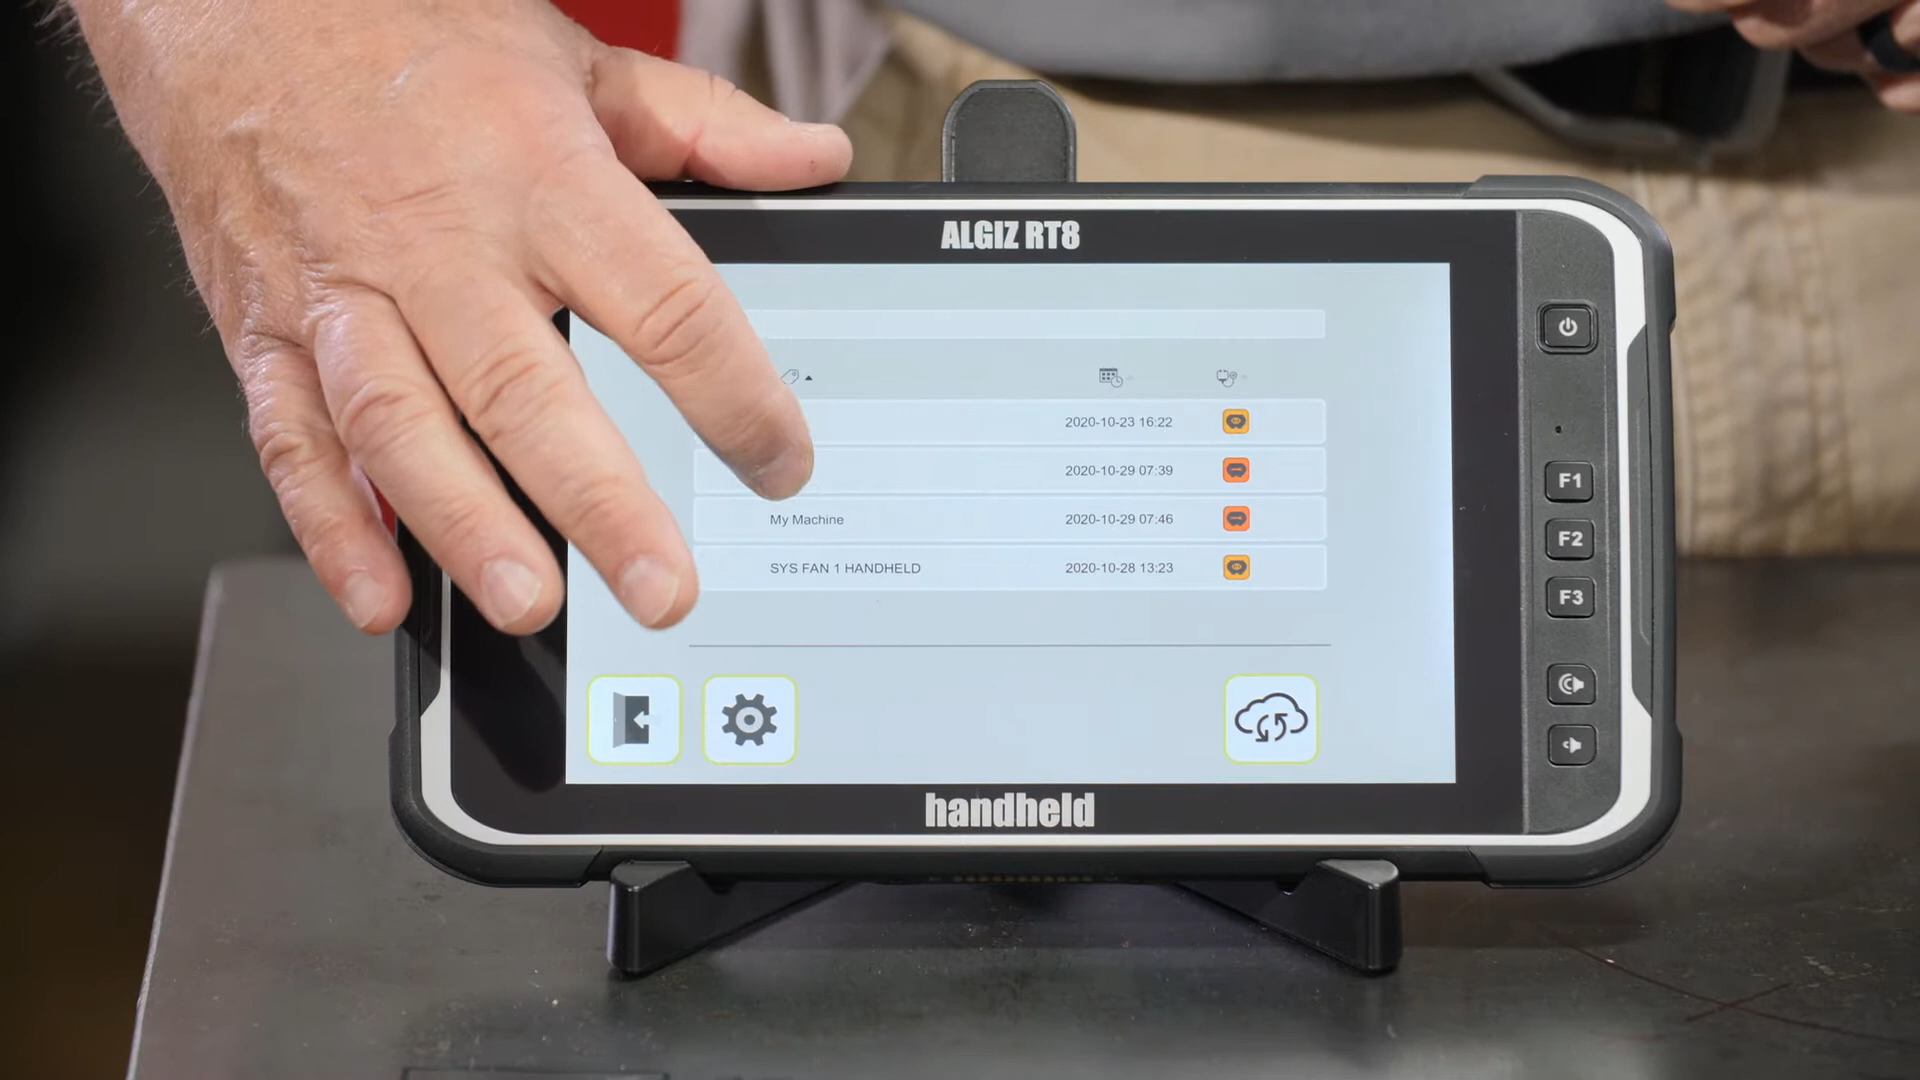 ALGIZ RT8
2020-10-23 16:22
2020-10-29 07:39
My Machine 2020-10-29 07:46
SYS FAN 1 HANDHELD 2020-10-28 13:23
F1
F2
F3
handheld